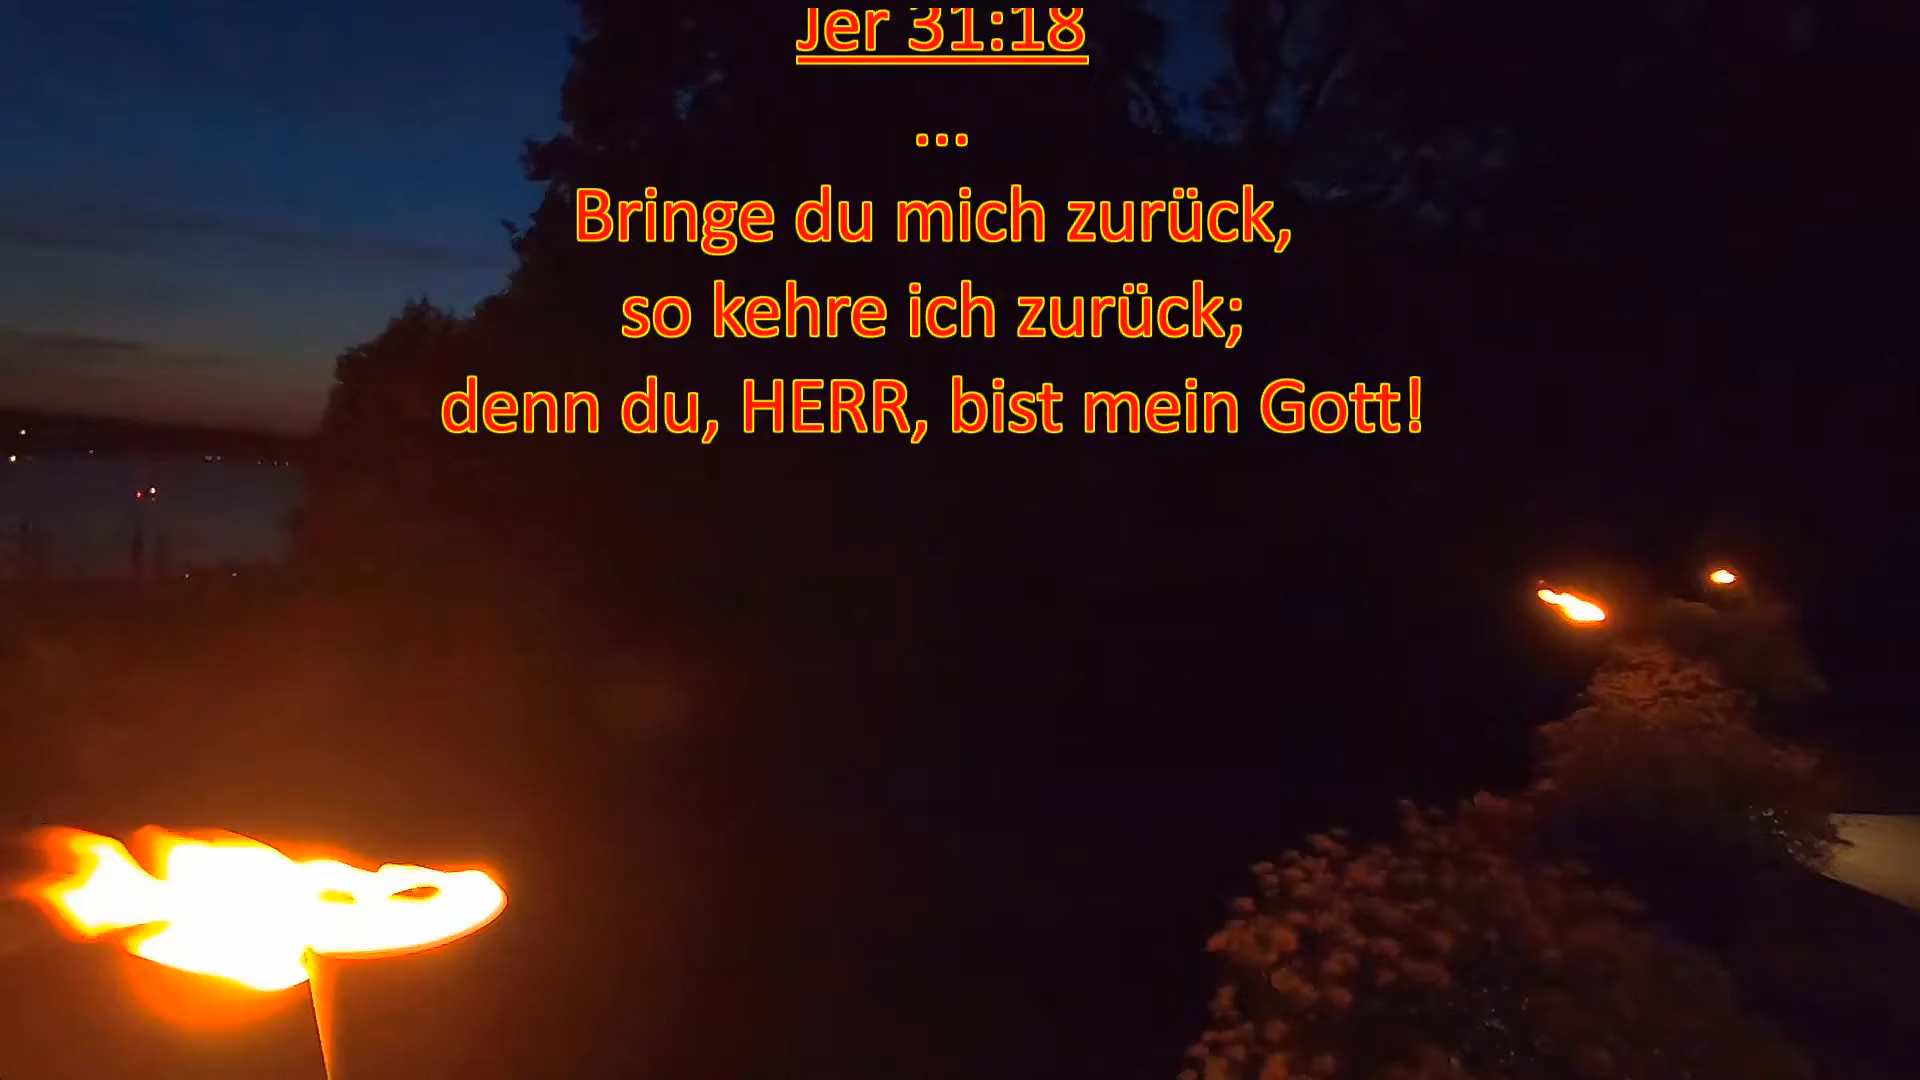 Jer 31:18
...
Bringe du mich zurück,
so kehre ich zurück;
denn du, HERR, bist mein Gott!